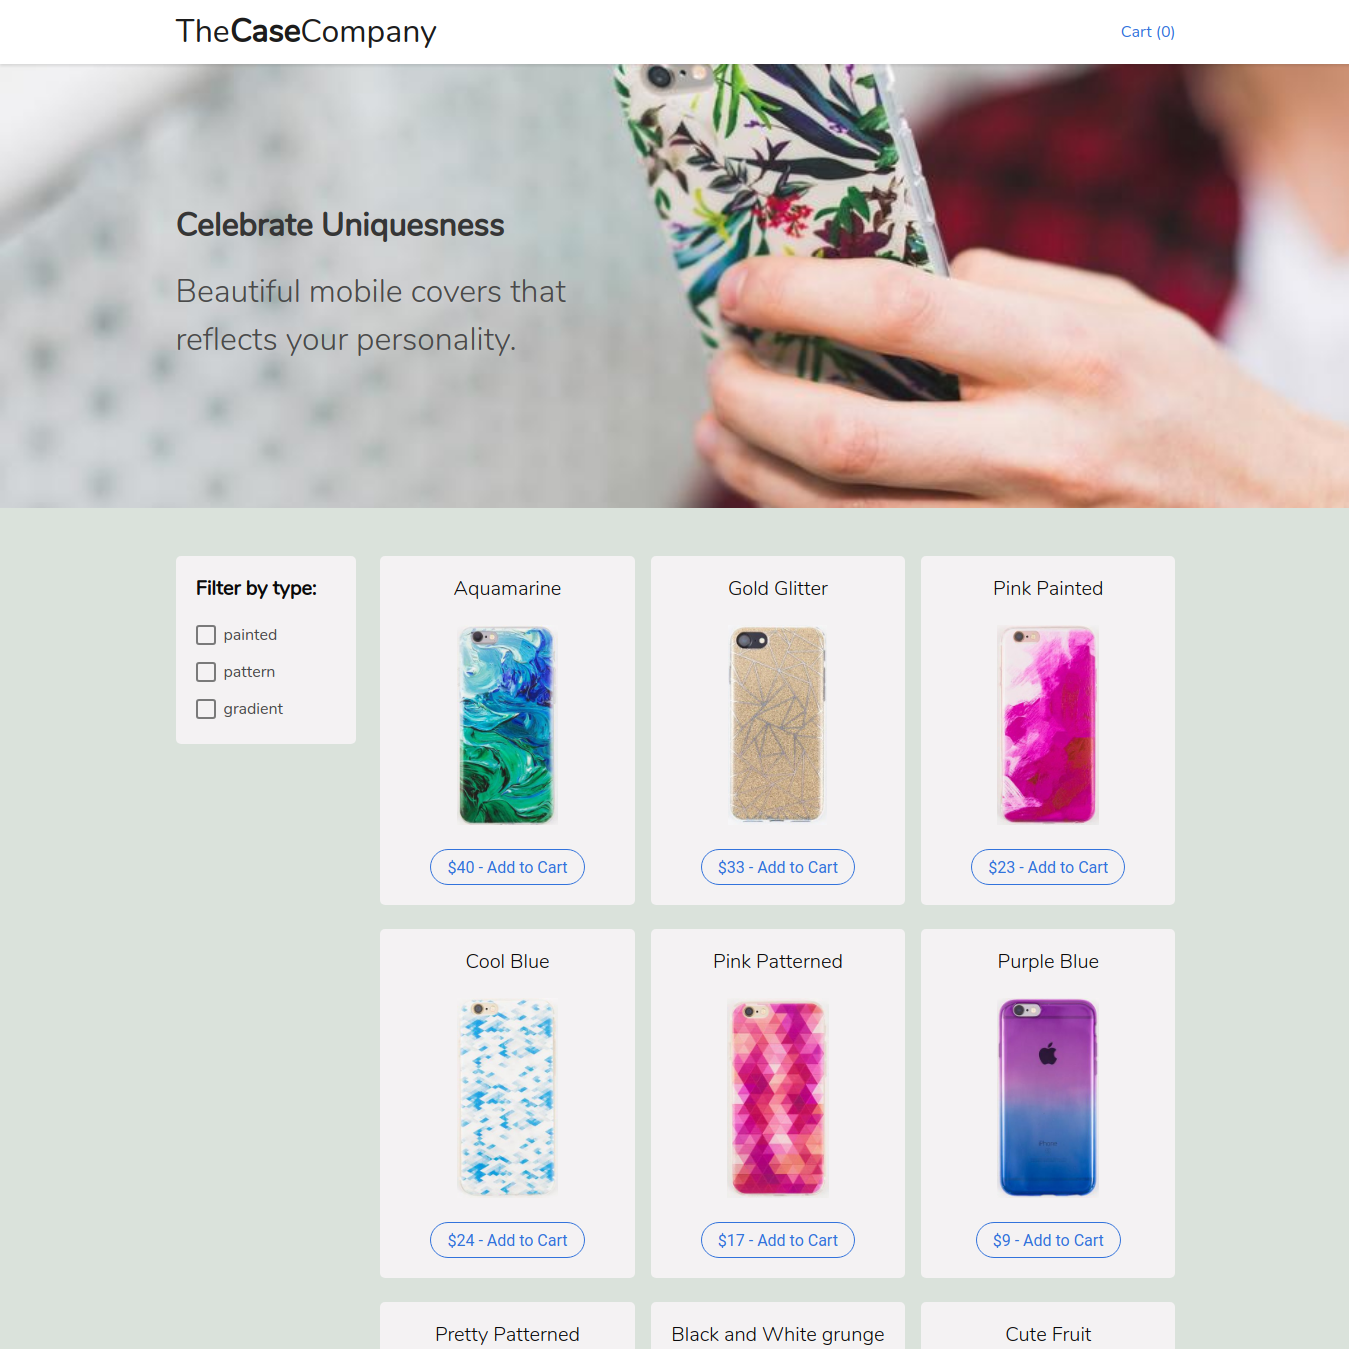 TheCaseCompany
Cart (0)
Celebrate Uniquesness
Beautiful mobile covers that
reflects your personality.
Filter by type:
painted
pattern
gradient
Aquamarine
$40 - Add to Cart
Gold Glitter
$33 - Add to Cart
Pink Painted
$23 - Add to Cart
Cool Blue
$24 - Add to Cart
Pink Patterned
$17 - Add to Cart
Purple Blue
$9 - Add to Cart
Pretty Patterned
Black and White grunge
Cute Fruit